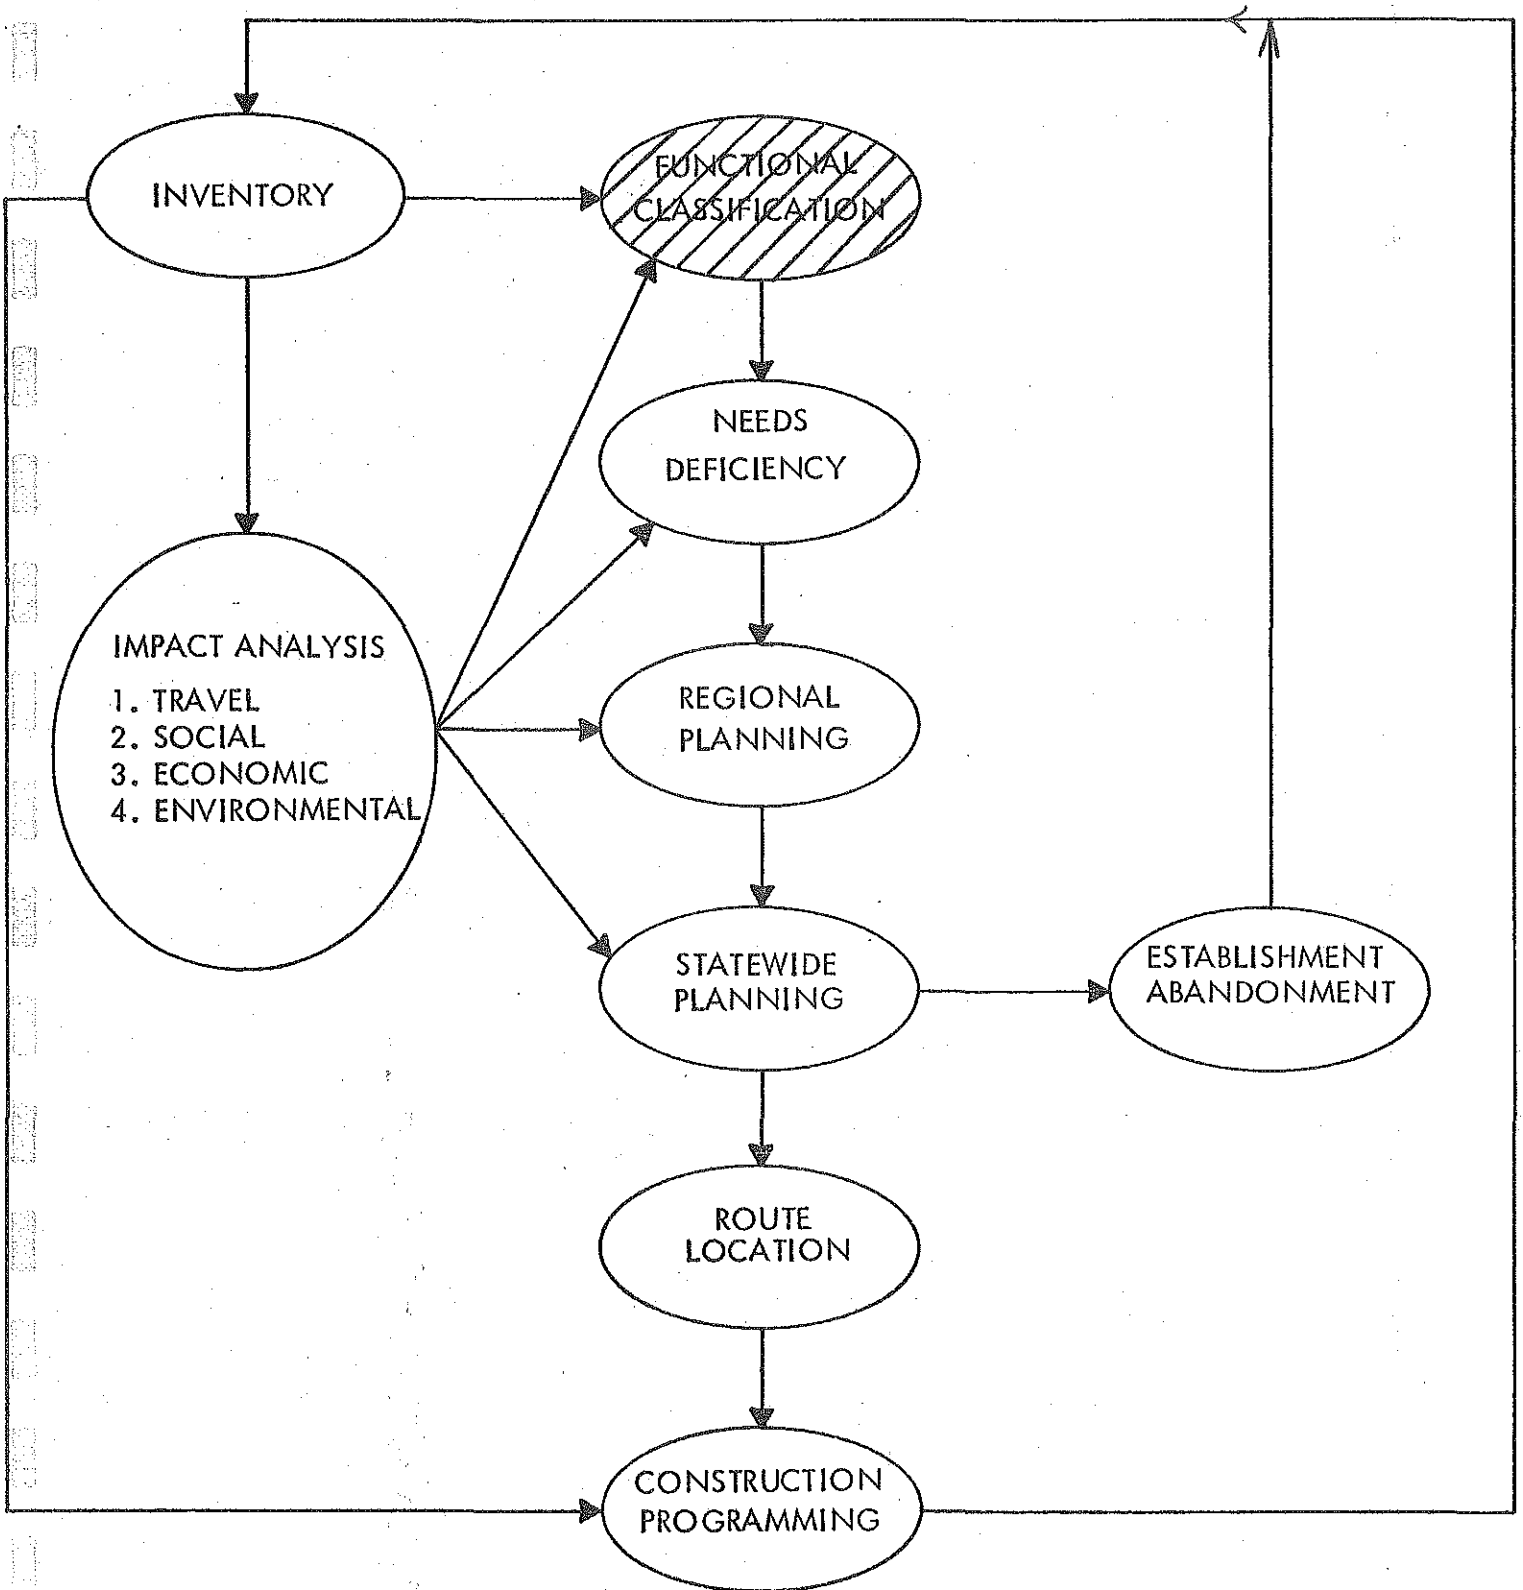 INVENTORY
FUNCTIONAL
CLASSIFICATION
NEEDS
DEFICIENCY
IMPACT ANALYSIS
1. TRAVEL
2. SOCIAL
3. ECONOMIC
4. ENVIRONMENTAL
REGIONAL
PLANNING
STATEWIDE
PLANNING
ESTABLISHMENT
ABANDONMENT
ROUTE
LOCATION
CONSTRUCTION
PROGRAMMING